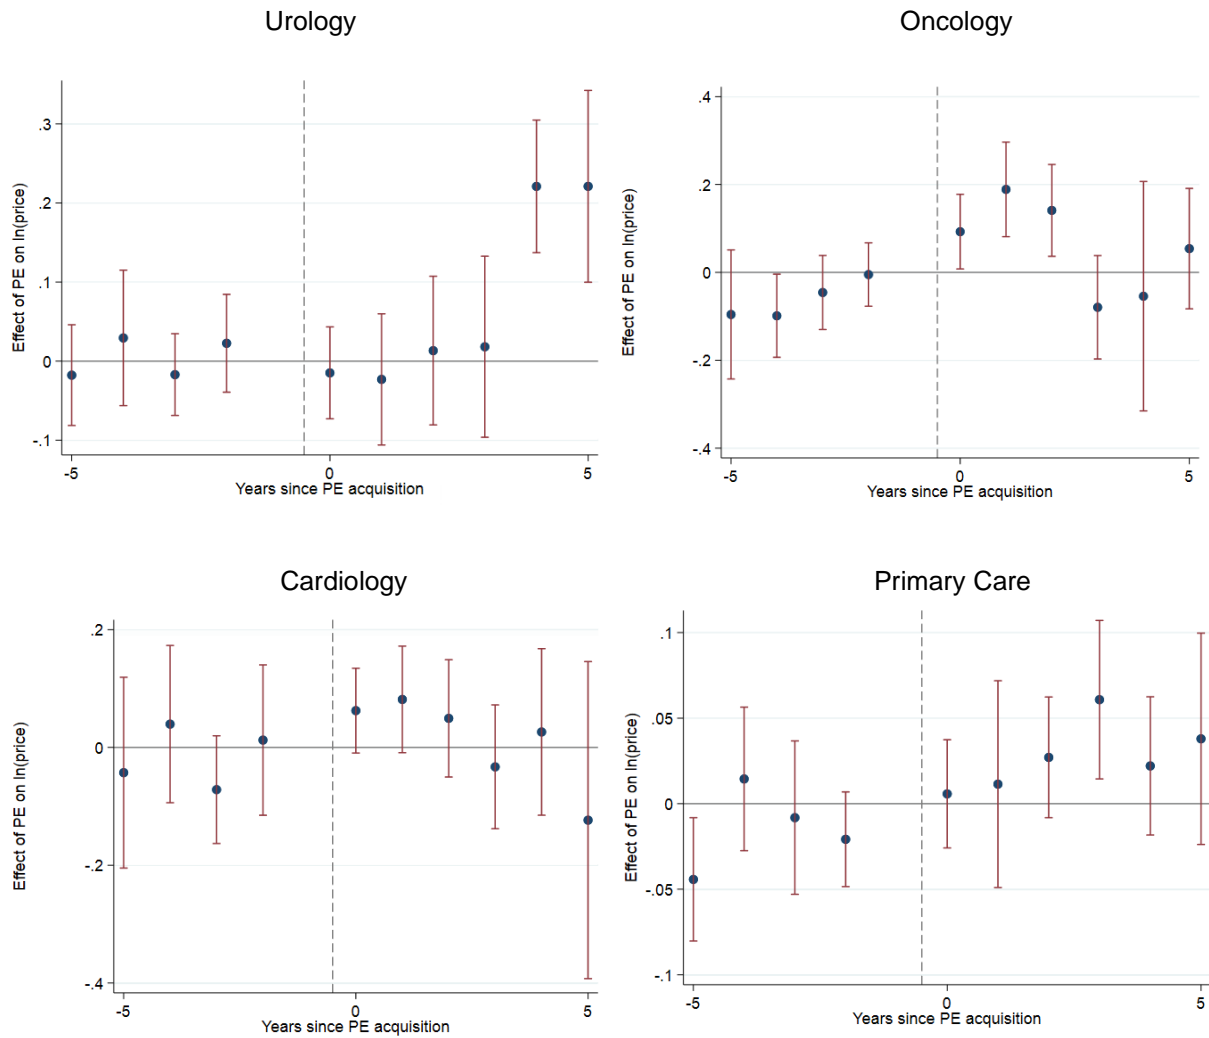 Urology
Effect of PE on ln(price)
.3
.2
.1
0
-.1
-5
0
5
Years since PE acquisition
Oncology
Effect of PE on ln(price)
.4
.2
0
-.2
-.4
-5
0
5
Years since PE acquisition
Cardiology
Effect of PE on ln(price)
.2
0
-.2
-.4
-5
0
5
Years since PE acquisition
Primary Care
Effect of PE on ln(price)
.1
.05
0
-.05
-.1
-5
0
5
Years since PE acquisition